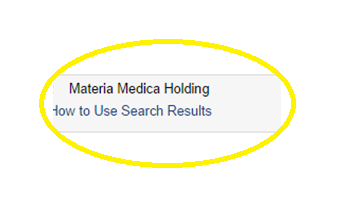 Materia Medica Holding
How to Use Search Results